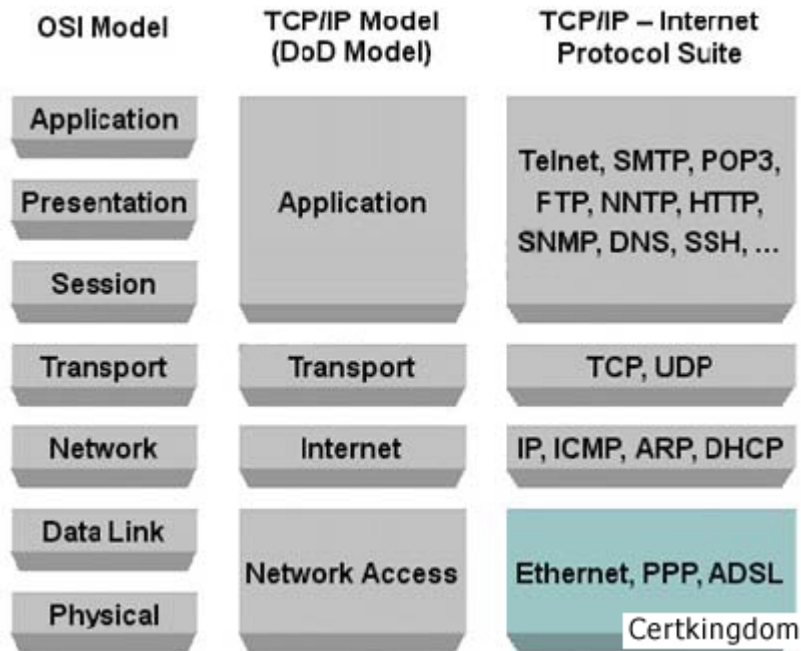 OSI Model
TCP/IP Model
(DoD Model)
TCP/IP – Internet
Protocol Suite
Application
Presentation
Session
Transport
Network
Data Link
Physical
Application
Transport
Internet
Network Access
Telnet, SMTP, POP3,
FTP, NNTP, HTTP,
SNMP, DNS, SSH, ...
TCP, UDP
IP, ICMP, ARP, DHCP
Ethernet, PPP, ADSL
Certkingdom